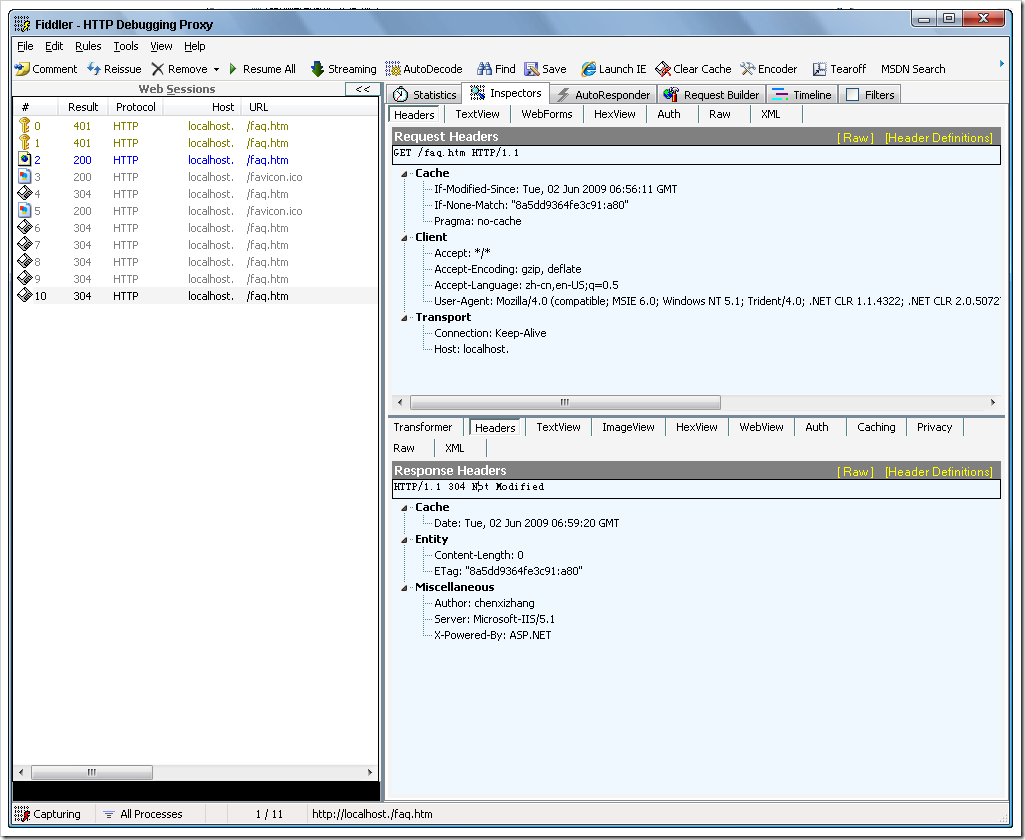 Fiddler - HTTP Debugging Proxy
File Edit Rules Tools View Help
Comment Reissue Remove Resume All Streaming AutoDecode Find Save Launch IE Clear Cache Encoder Tearoff MSDN Search
Web Sessions <<
# Result Protocol Host URL
0 401 HTTP localhost. /faq.htm
1 401 HTTP localhost. /faq.htm
2 200 HTTP localhost. /faq.htm
3 200 HTTP localhost. /favicon.ico
4 304 HTTP localhost. /faq.htm
5 200 HTTP localhost. /favicon.ico
6 304 HTTP localhost. /faq.htm
7 304 HTTP localhost. /faq.htm
8 304 HTTP localhost. /faq.htm
9 304 HTTP localhost. /faq.htm
10 304 HTTP localhost. /faq.htm
Statistics Inspectors AutoResponder Request Builder Timeline Filters
Headers TextView WebForms HexView Auth Raw XML
Request Headers [ Raw ] [Header Definitions]
GET /faq.htm HTTP/1.1
Cache
If-Modified-Since: Tue, 02 Jun 2009 06:56:11 GMT
If-None-Match: "8a5dd9364fe3c91:a80"
Pragma: no-cache
Client
Accept: */*
Accept-Encoding: gzip, deflate
Accept-Language: zh-cn,en-US;q=0.5
User-Agent: Mozilla/4.0 (compatible; MSIE 6.0; Windows NT 5.1; Trident/4.0; .NET CLR 1.1.4322; .NET CLR 2.0.5072
Transport
Connection: Keep-Alive
Host: localhost.
Transformer Headers TextView ImageView HexView WebView Auth Caching Privacy
Raw XML
Response Headers [ Raw ] [Header Definitions]
HTTP/1.1 304 Not Modified
Cache
Date: Tue, 02 Jun 2009 06:59:20 GMT
Entity
Content-Length: 0
ETag: "8a5dd9364fe3c91:a80"
Miscellaneous
Author: chenxizhang
Server: Microsoft-IIS/5.1
X-Powered-By: ASP.NET
Capturing All Processes 1 / 11 http://localhost./faq.htm